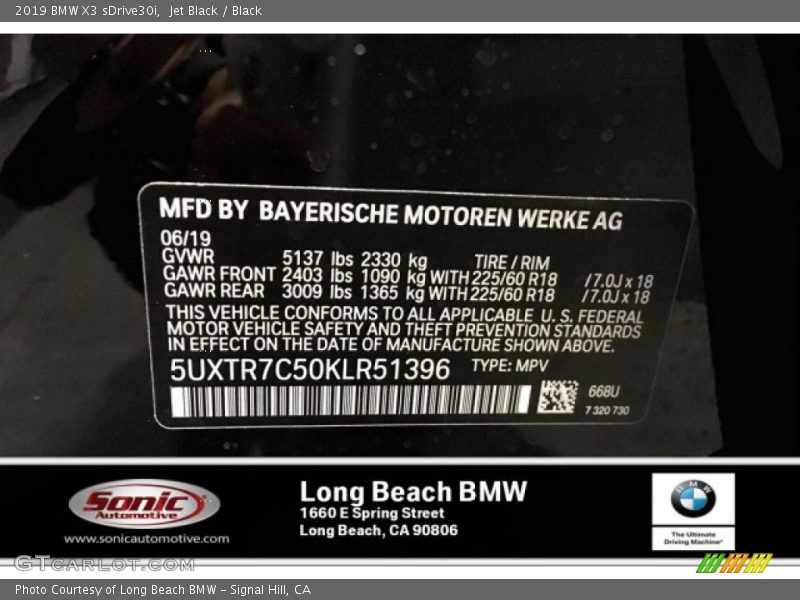 2019 BMW X3 sDrive30i, Jet Black / Black
MFD BY BAYERISCHE MOTOREN WERKE AG
06/19
GVWR 5137 lbs 2330 kg TIRE / RIM
GAWR FRONT 2403 lbs 1090 kg WITH 225/60 R18 / 7.0J x 18
GAWR REAR 3009 lbs 1365 kg WITH 225/60 R18 / 7.0J x 18
THIS VEHICLE CONFORMS TO ALL APPLICABLE U. S. FEDERAL
MOTOR VEHICLE SAFETY AND THEFT PREVENTION STANDARDS
IN EFFECT ON THE DATE OF MANUFACTURE SHOWN ABOVE.
5UXTR7C50KLR51396 TYPE: MPV
668U
7 320 730
Sonic
Automotive
www.sonicautomotive.com
Long Beach BMW
1660 E Spring Street
Long Beach, CA 90806
BMW
The Ultimate
Driving Machine®
GTcarlot.com
Photo Courtesy of Long Beach BMW - Signal Hill, CA